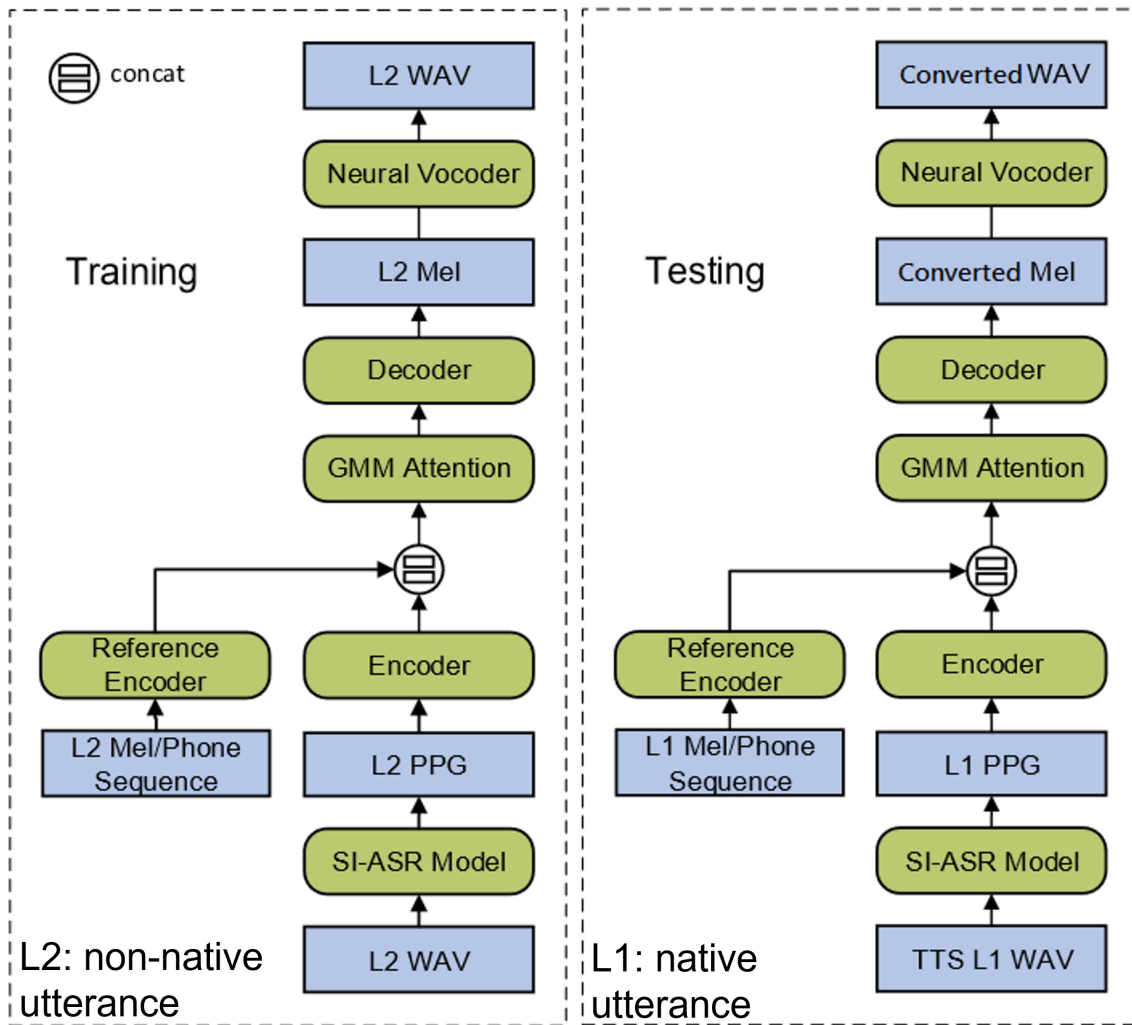 concat
L2 WAV
Neural Vocoder
Training
L2 Mel
Decoder
GMM Attention
Reference
Encoder
Encoder
L2 Mel/Phone
Sequence
L2 PPG
SI-ASR Model
L2: non-native
utterance
L2 WAV
Converted WAV
Neural Vocoder
Testing
Converted Mel
Decoder
GMM Attention
Reference
Encoder
Encoder
L1 Mel/Phone
Sequence
L1 PPG
SI-ASR Model
L1: native
utterance
TTS L1 WAV